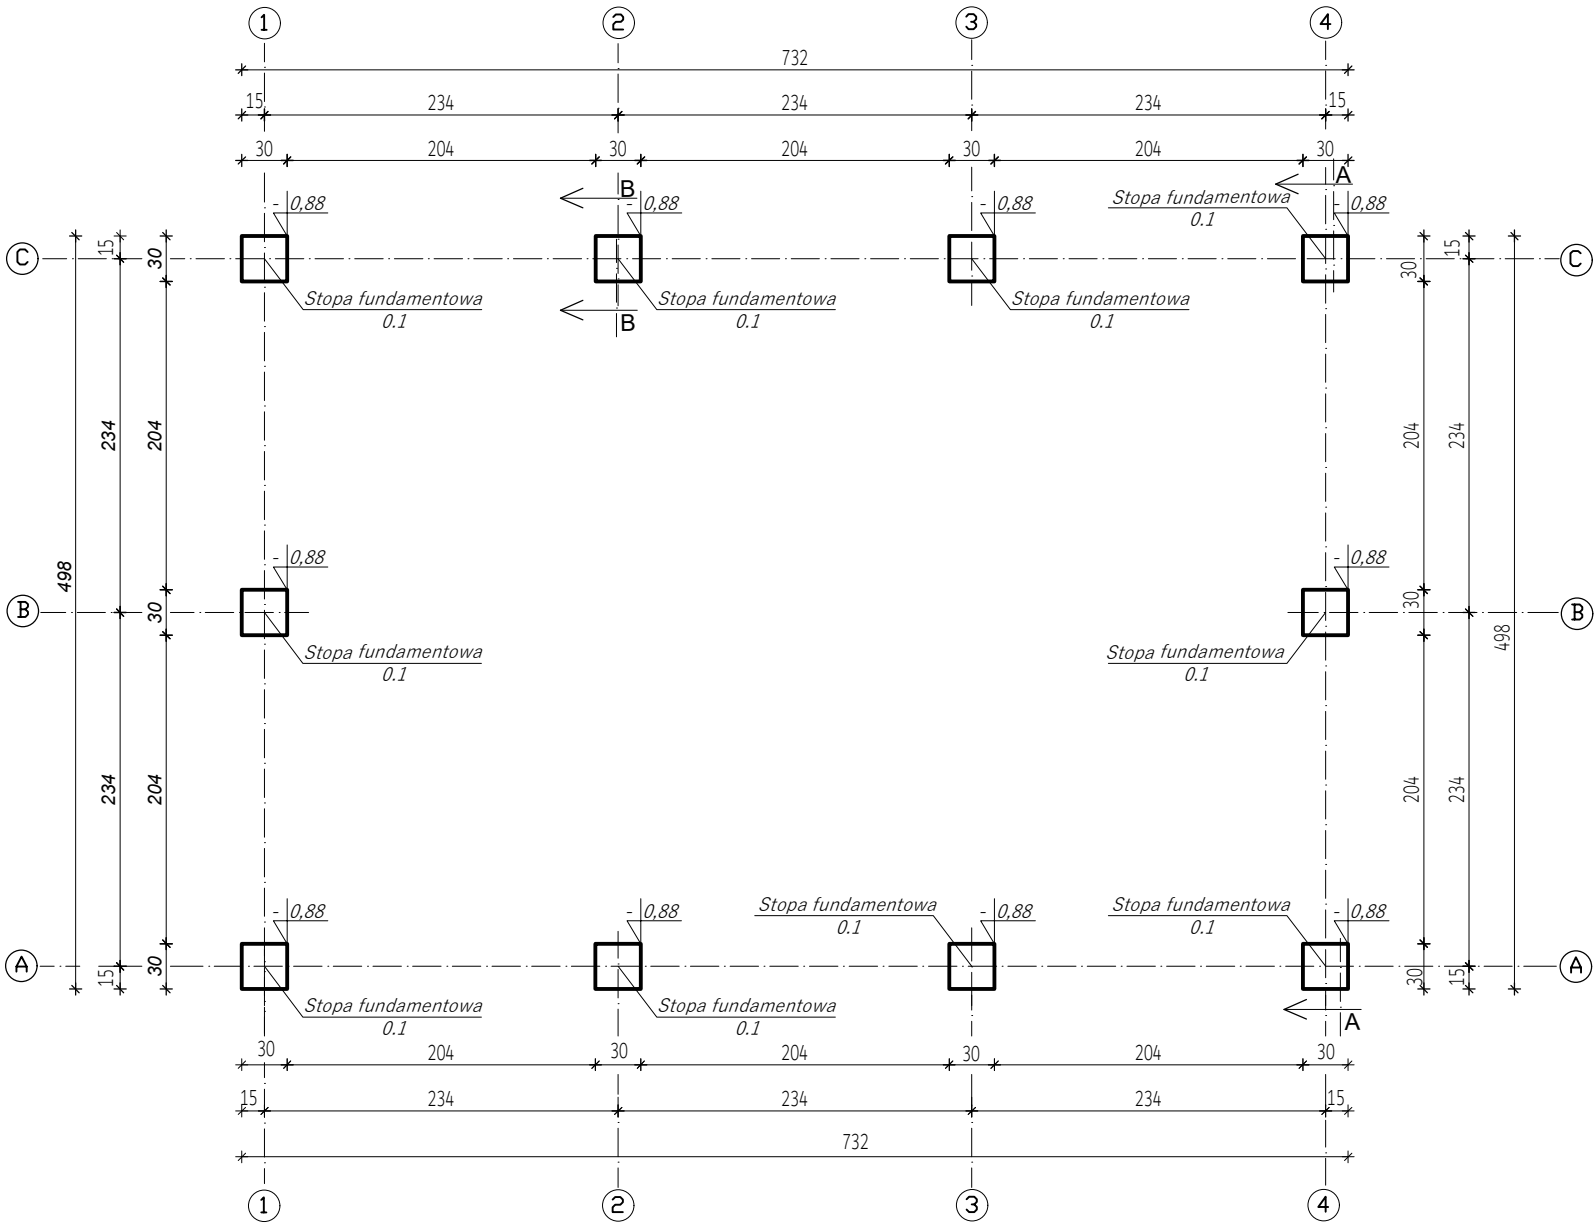 1 2 3 4
732
15 234 234 234 15
30 204 30 204 30 204 30
B A
- 0,88 - 0,88 - 0,88 Stopa fundamentowa - 0,88
0.1
C 15 30 30 15 C
Stopa fundamentowa Stopa fundamentowa Stopa fundamentowa
0.1 B 0.1 0.1
234 204 204 234
- 0,88 - 0,88
498
B 30 30 B
498
Stopa fundamentowa Stopa fundamentowa
0.1 0.1
234 204 204 234
- 0,88 - 0,88 Stopa fundamentowa - 0,88 Stopa fundamentowa - 0,88
0.1 0.1
A 15 30 30 15 A
Stopa fundamentowa Stopa fundamentowa
0.1 0.1 A
30 204 30 204 30 204 30
15 234 234 234 15
732
1 2 3 4